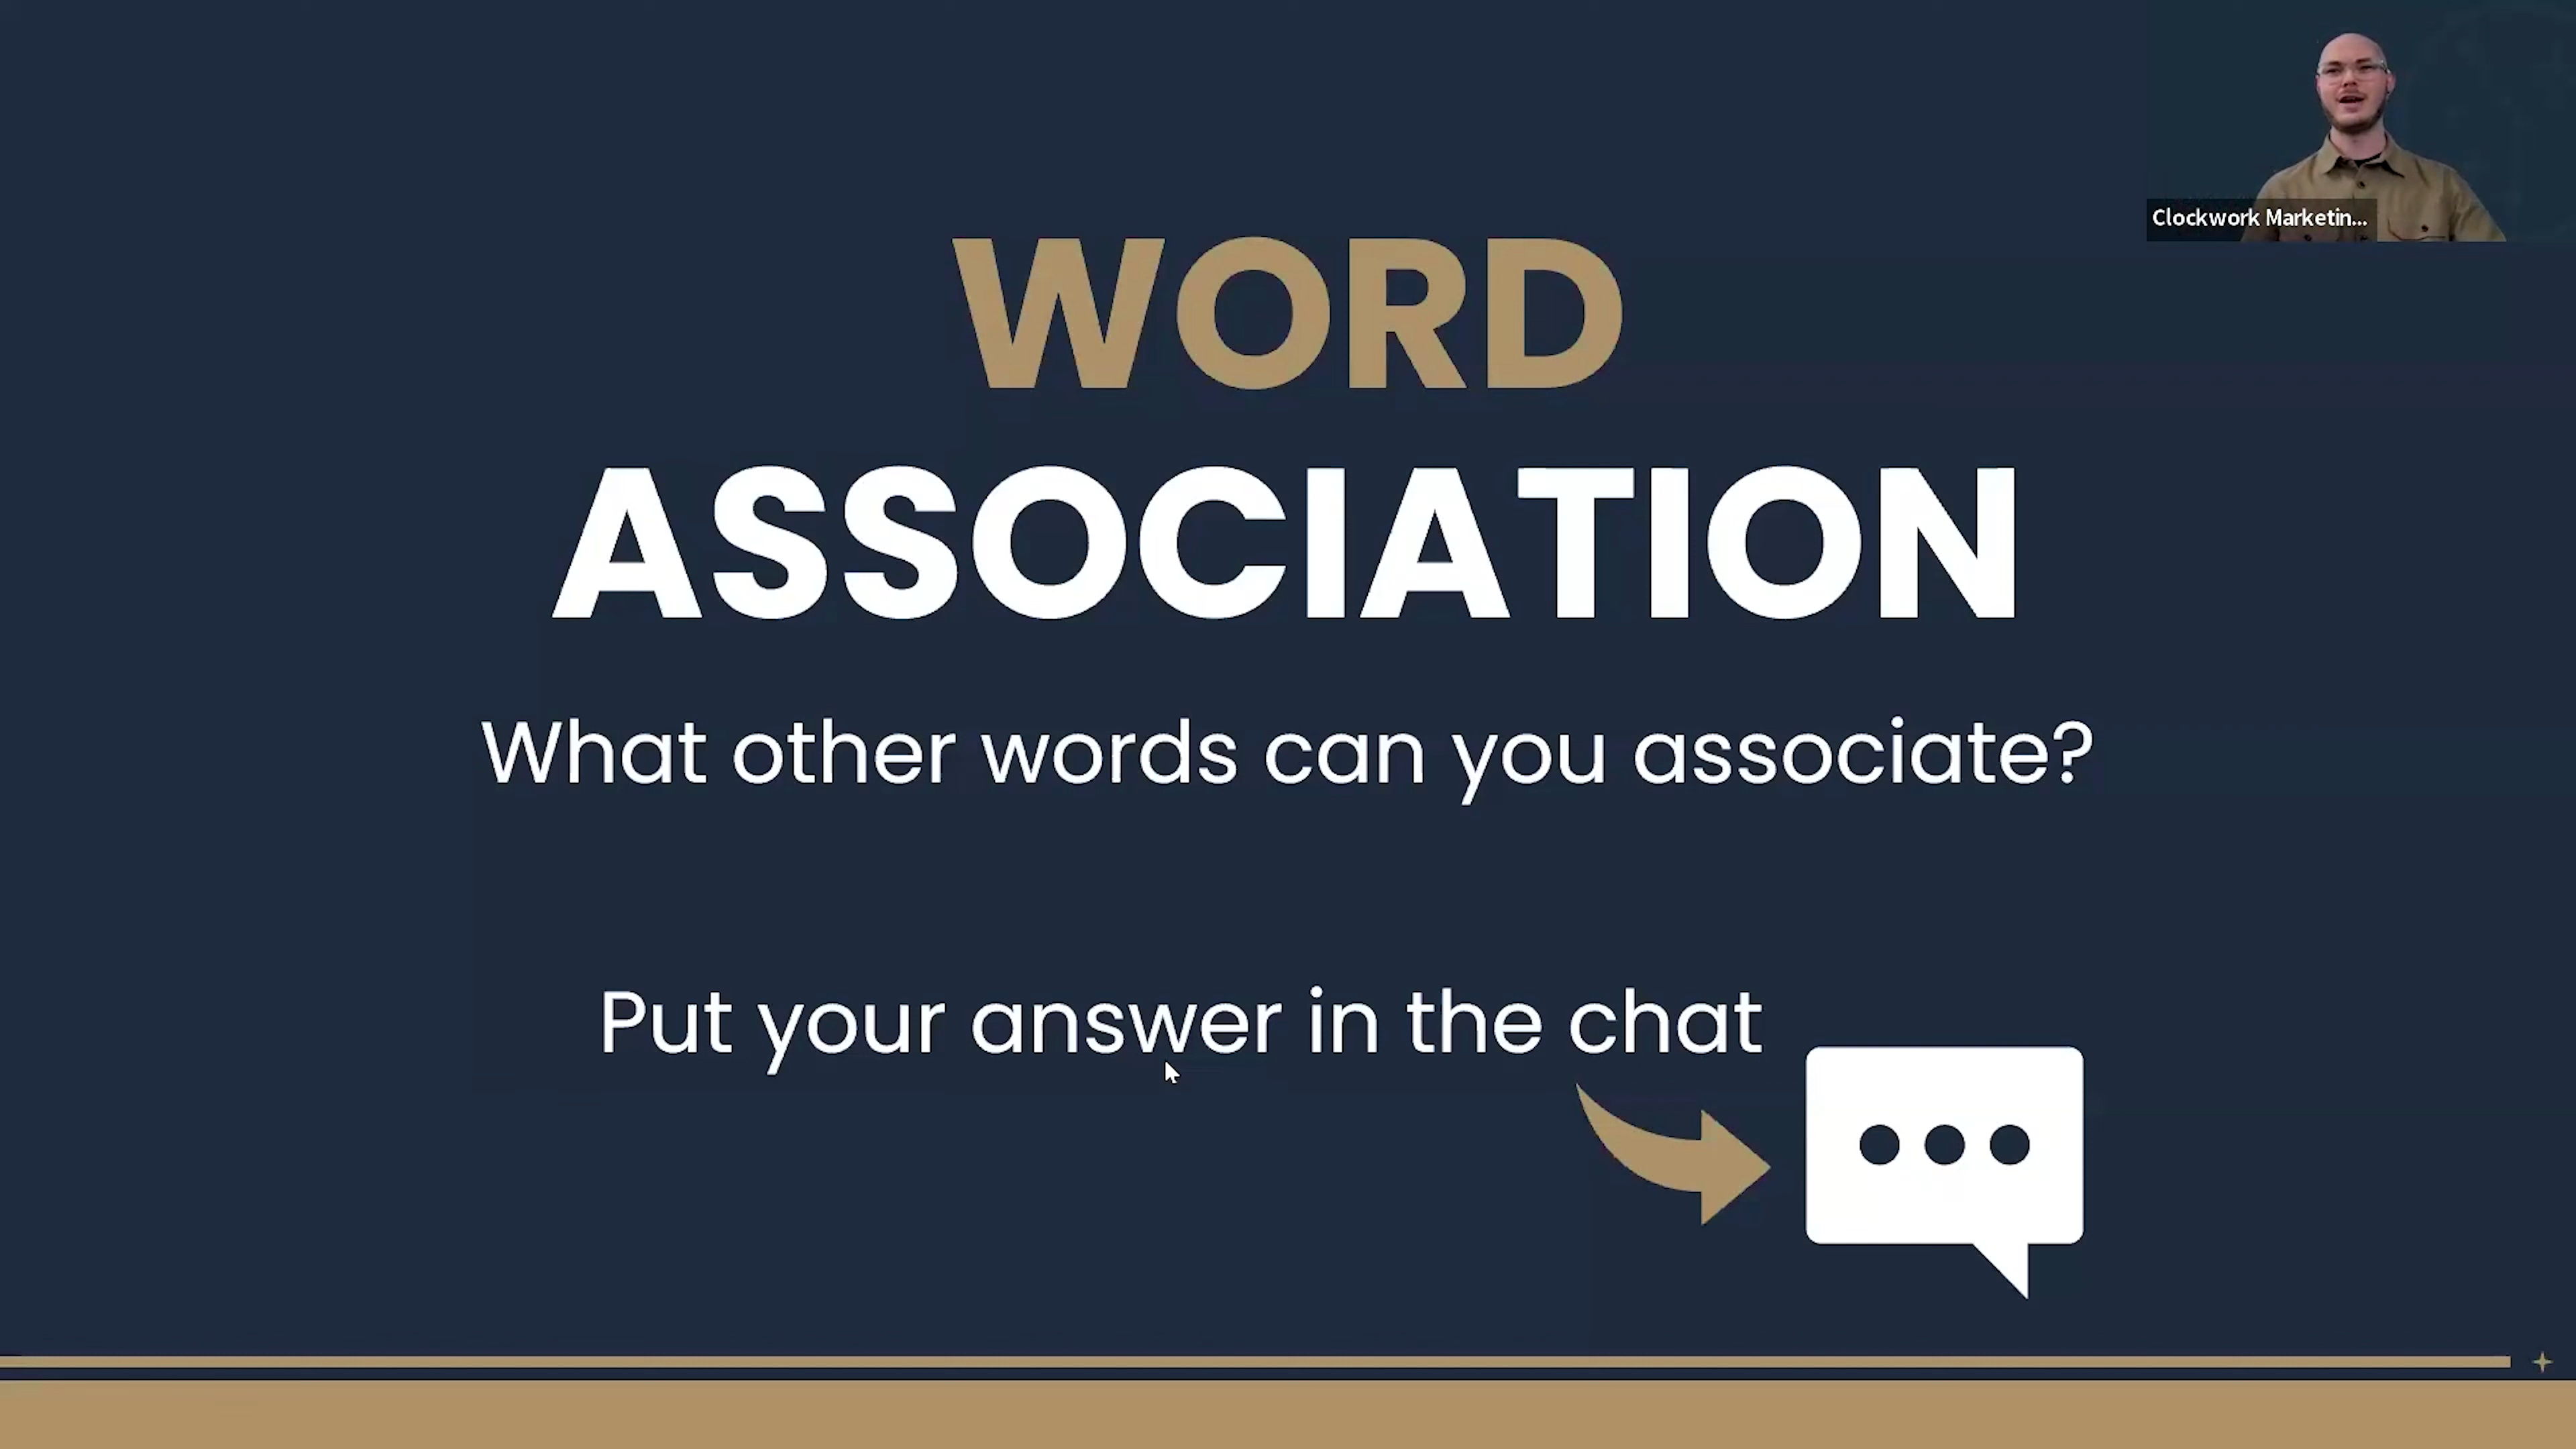 Clockwork Marketin...
WORD
ASSOCIATION
What other words can you associate?
Put your answer in the chat